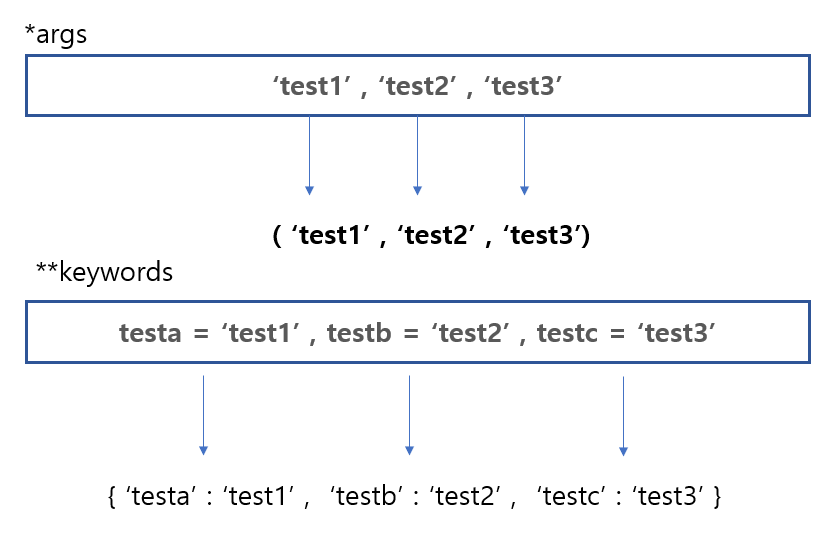 *args
‘test1’ , ‘test2’ , ‘test3’
( ‘test1’ , ‘test2’ , ‘test3’)
**keywords
testa = ‘test1’ , testb = ‘test2’ , testc = ‘test3’
{ ‘testa’ : ‘test1’ , ‘testb’ : ‘test2’ , ‘testc’ : ‘test3’ }